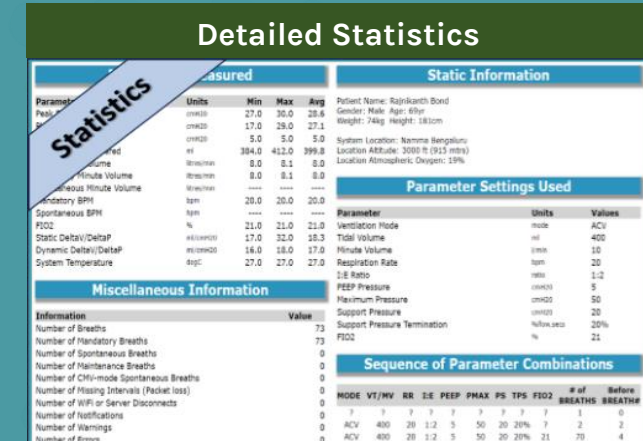 Detailed Statistics
Statistics
Measured
Units Min Max Avg
Peak cmH2O 27.0 30.0 28.6
cmH2O 17.0 29.0 27.1
cmH2O 5.0 5.0 5.0
ml 384.0 412.0 399.8
litres/min 8.0 8.1 8.0
Minute Volume litres/min 8.0 8.1 8.0
Minute Volume litres/min ---- ---- ----
Mandatory BPM bpm 20.0 20.0 20.0
Spontaneous BPM bpm ---- ---- ----
FIO2 % 21.0 21.0 21.0
Static DeltaV/DeltaP ml/cmH2O 17.0 32.0 18.3
Dynamic DeltaV/DeltaP ml/cmH2O 16.0 18.0 17.0
System Temperature degC 27.0 27.0 27.0
Miscellaneous Information
Information Value
Number of Breaths 73
Number of Mandatory Breaths 73
Number of Spontaneous Breaths 0
Number of Maintenance Breaths 0
Number of CMV-mode Spontaneous Breaths 0
Number of Missing Intervals (Packet loss) 0
Number of WiFi or Server Disconnects 0
Number of Notifications 0
Number of Warnings 0
Number of Errors 0
Static Information
Patient Name: Rajnikanth Bond
Gender: Male Age: 69yr
Weight: 74kg Height: 181cm
System Location: Namma Bengaluru
Location Altitude: 3000 ft (915 mtrs)
Location Atmospheric Oxygen: 19%
Parameter Settings Used
Parameter Units Values
Ventilation Mode mode ACV
Tidal Volume ml 400
Minute Volume l/min 10
Respiration Rate bpm 20
I:E Ratio ratio 1:2
PEEP Pressure cmH2O 5
Maximum Pressure cmH2O 50
Support Pressure cmH2O 20
Support Pressure Termination %flow,secs 20%
FIO2 % 21
Sequence of Parameter Combinations
MODE VT/MV RR I:E PEEP PMAX PS TPS FIO2 # of BREATHS Before BREATH#
? ? ? ? ? ? ? ? ? 1 0
ACV 400 20 1:2 5 50 20 20% ? 2 2
ACV 400 20 1:2 5 50 20 20% 21 70 4